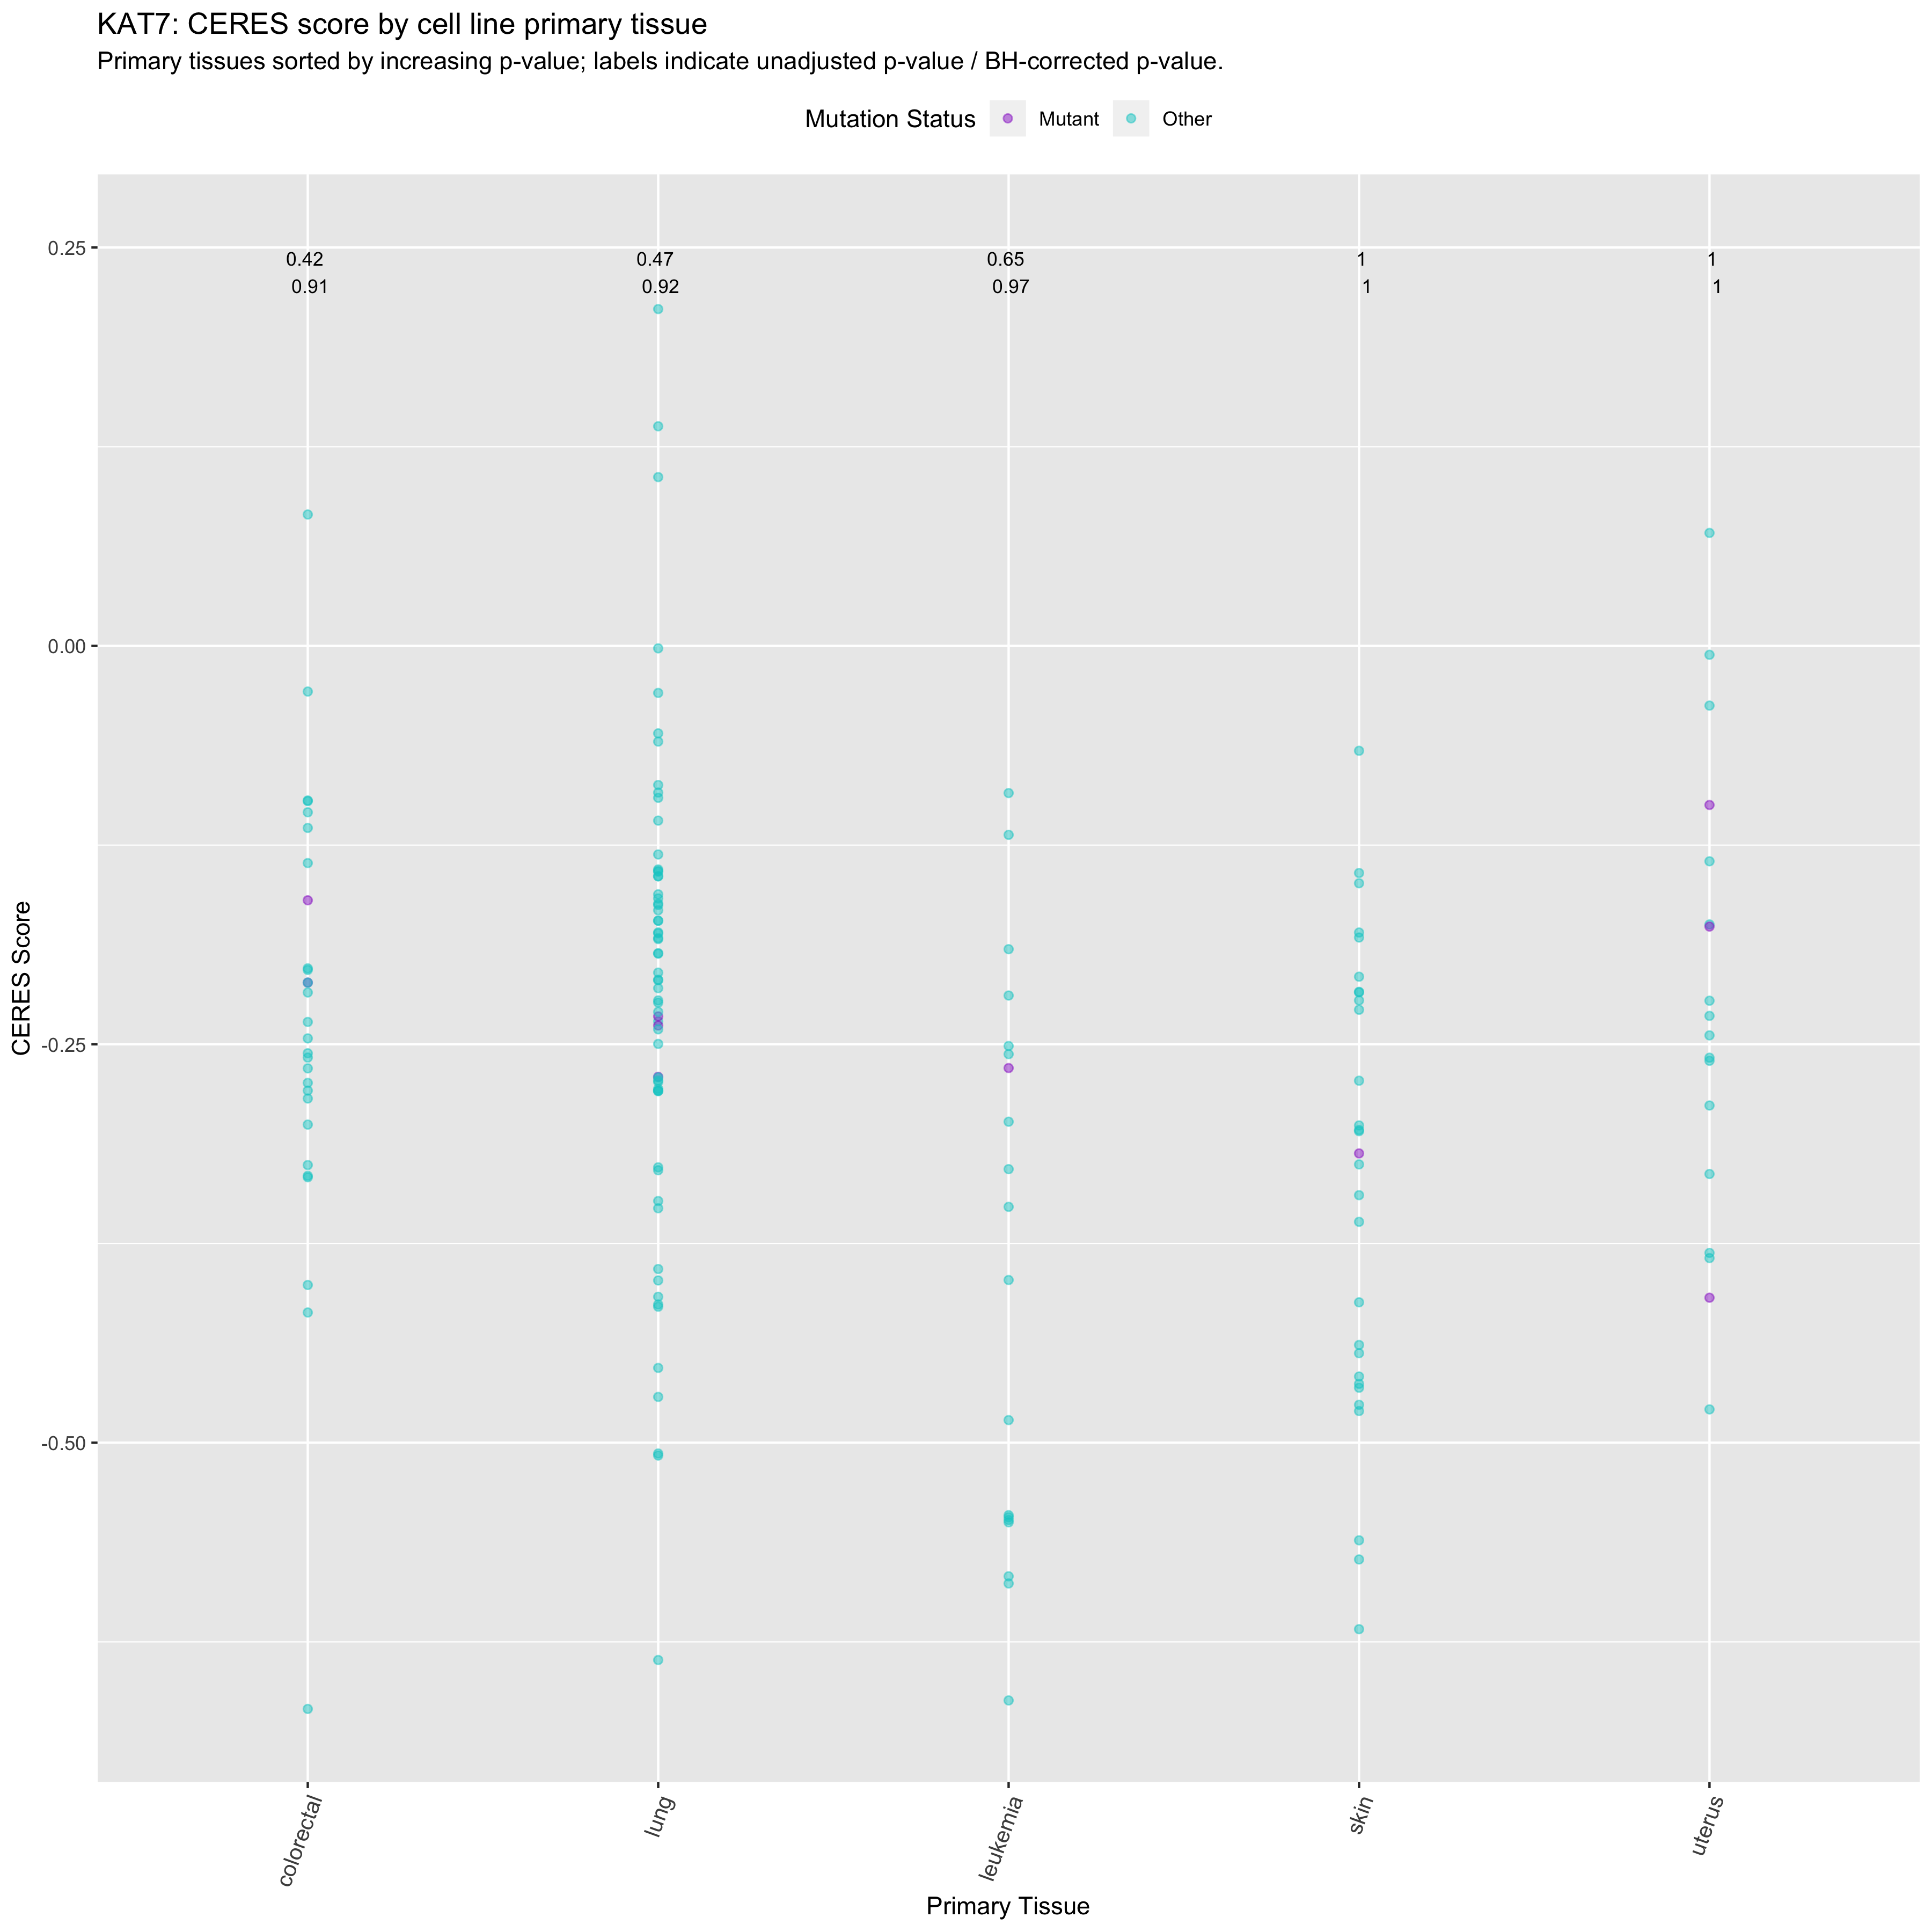 KAT7: CERES score by cell line primary tissue
Primary tissues sorted by increasing p-value; labels indicate unadjusted p-value / BH-corrected p-value.
Mutation Status Mutant Other
0.25
0.42 0.47 0.65 1 1
0.91 0.92 0.97 1 1
0.00
CERES Score
-0.25
-0.50
colorectal lung leukemia skin uterus
Primary Tissue